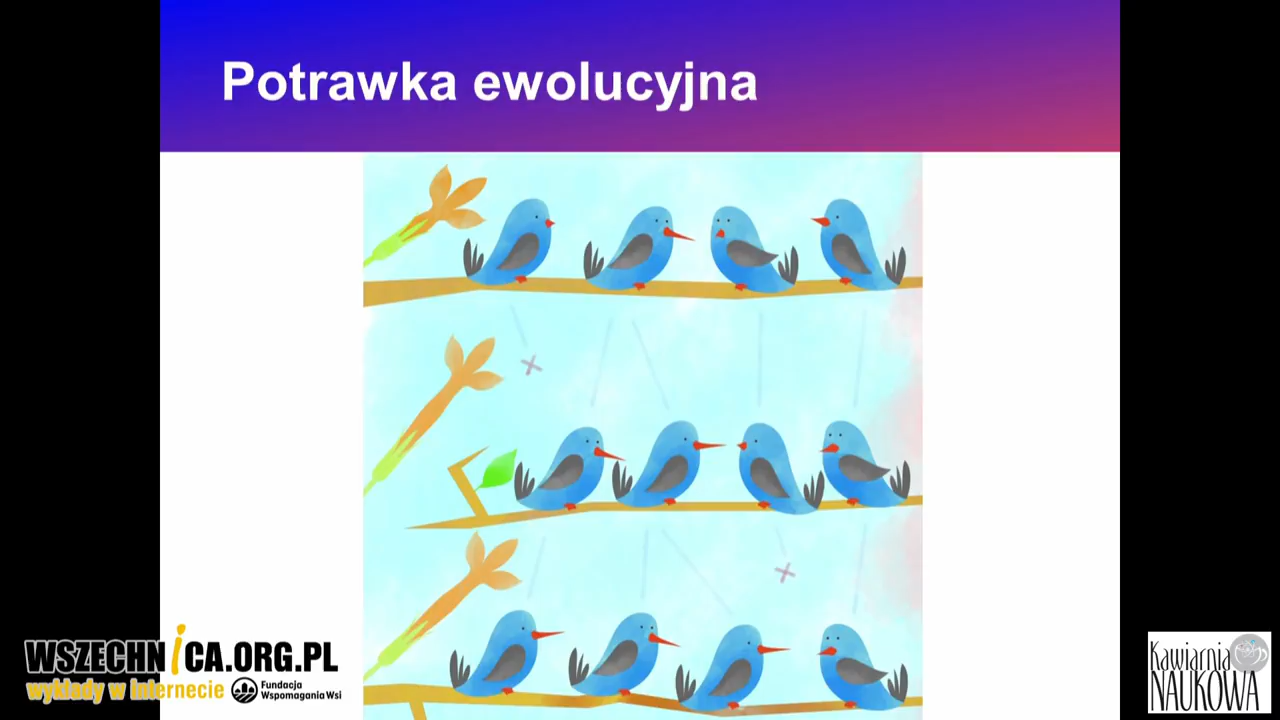 Potrawka ewolucyjna
WSZECHNiCA.ORG.PL
wykłady w internecie
Fundacja
Wspomagania Wsi
Kawiarnia
NAUKOWA